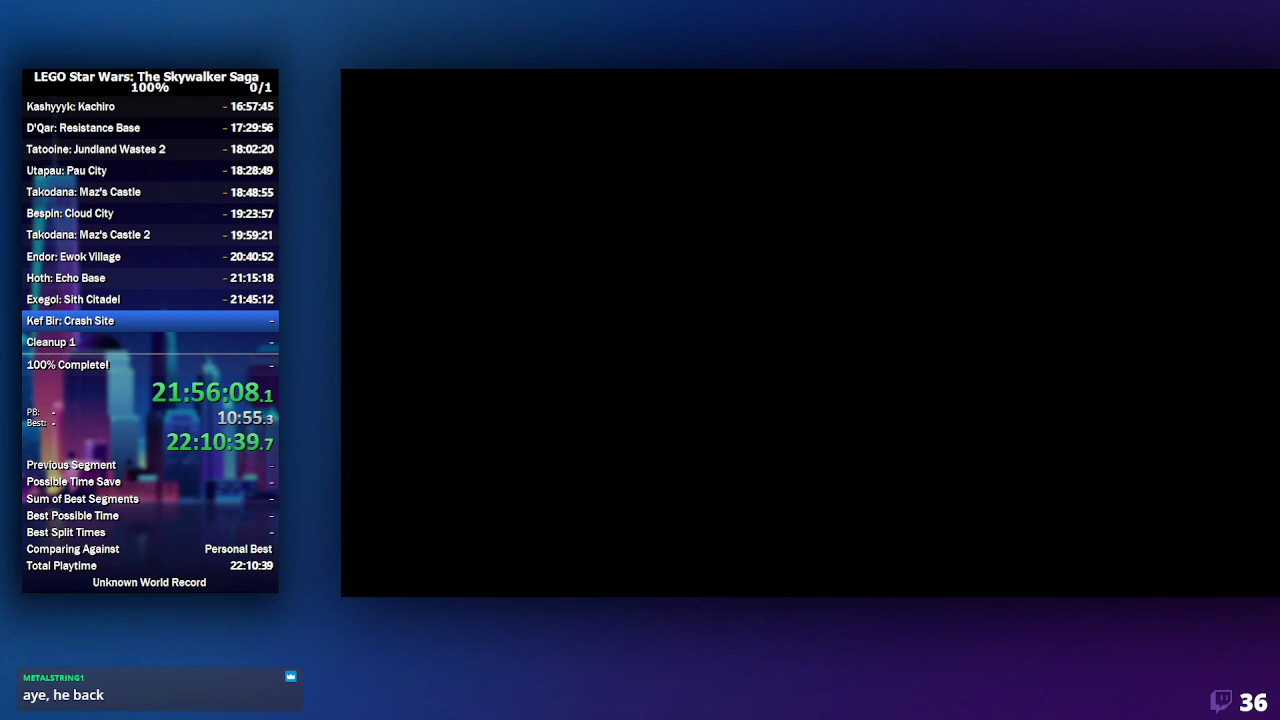 LEGO Star Wars: The Skywalker Saga
100% 0/1
Kashyyyk: Kachiro - 16:57:45
D'Qar: Resistance Base - 17:29:56
Tatooine: Jundland Wastes 2 - 18:02:20
Utapau: Pau City - 18:28:49
Takodana: Maz's Castle - 18:48:55
Bespin: Cloud City - 19:23:57
Takodana: Maz's Castle 2 - 19:59:21
Endor: Ewok Village - 20:40:52
Hoth: Echo Base - 21:15:18
Exegol: Sith Citadel - 21:45:12
Kef Bir: Crash Site -
Cleanup 1 -
100% Complete! -
21:56:08.1
PB: - 10:55.3
Best: -
22:10:39.7
Previous Segment -
Possible Time Save -
Sum of Best Segments -
Best Possible Time -
Best Split Times -
Comparing Against Personal Best
Total Playtime 22:10:39
Unknown World Record
METALSTRING1
aye, he back
36